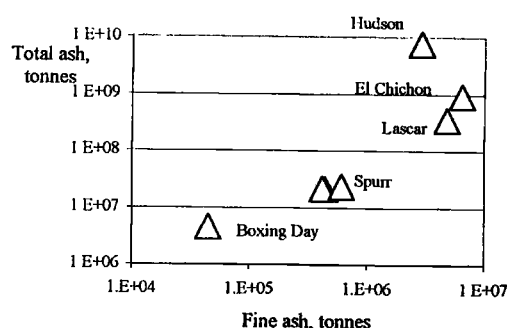 Hudson
1 E+10
Total ash,
tonnes
1 E+09
El Chichon
Lascar
1 E+08
Spurr
1 E+07
Boxing Day
1 E+06
1.E+04 1.E+05 1.E+06 1.E+07
Fine ash, tonnes